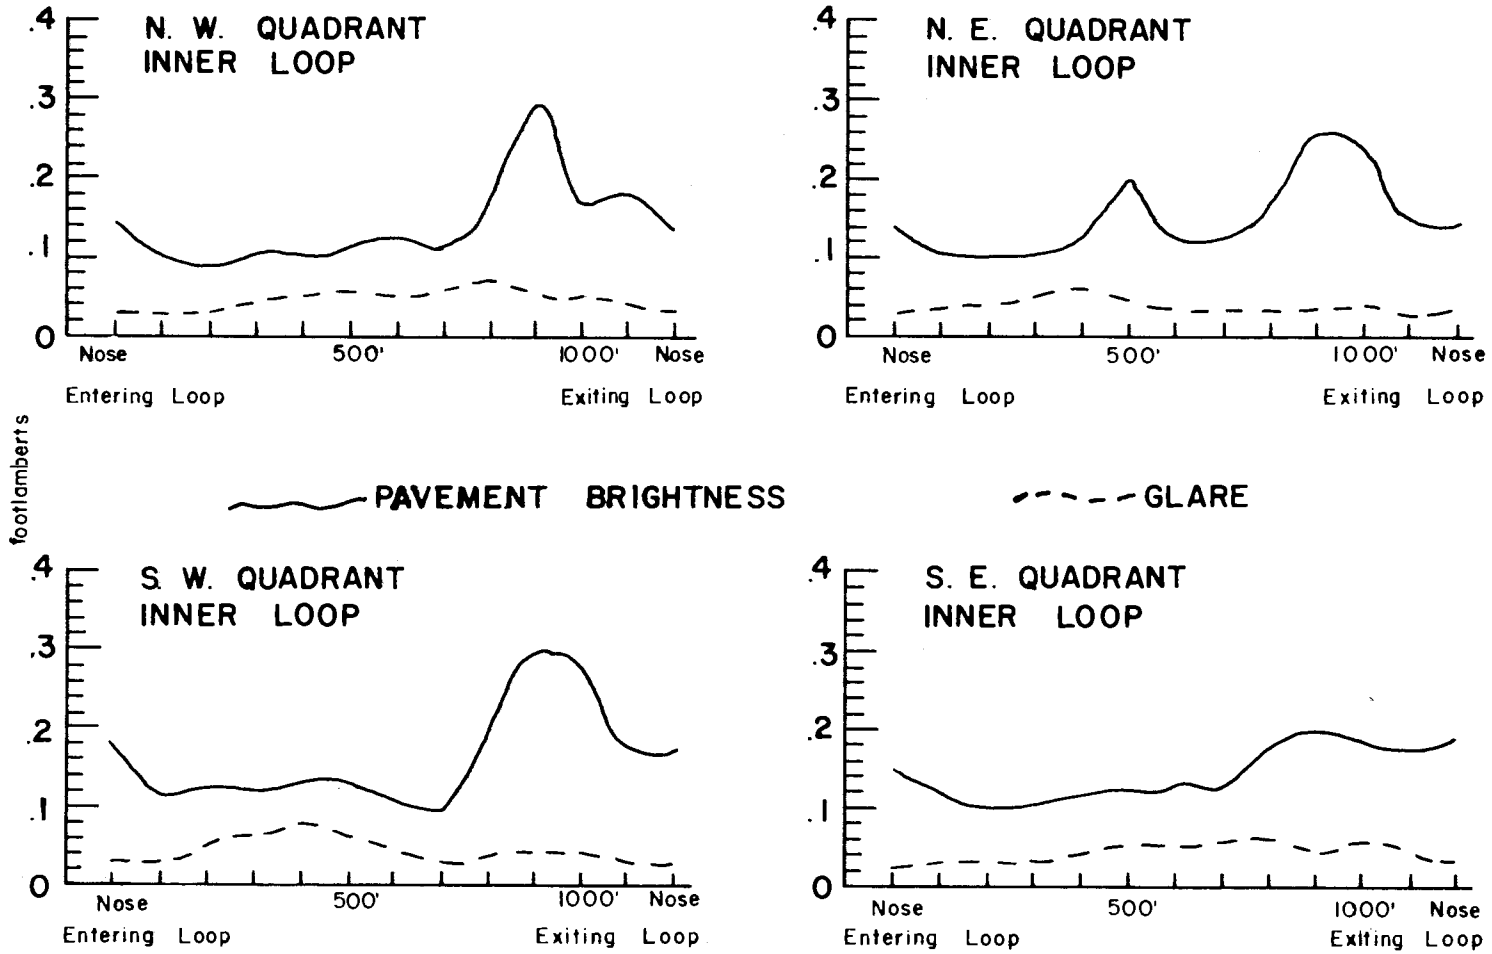 N. W. QUADRANT
INNER LOOP
.4
.3
.2
.1
0
Nose 500' 1000' Nose
Entering Loop Exiting Loop
N. E. QUADRANT
INNER LOOP
.4
.3
.2
.1
0
Nose 500' 1000' Nose
Entering Loop Exiting Loop
footlamberts
PAVEMENT BRIGHTNESS
GLARE
S. W. QUADRANT
INNER LOOP
.4
.3
.2
.1
0
Nose 500' 1000' Nose
Entering Loop Exiting Loop
S. E. QUADRANT
INNER LOOP
.4
.3
.2
.1
0
Nose 500' 1000' Nose
Entering Loop Exiting Loop